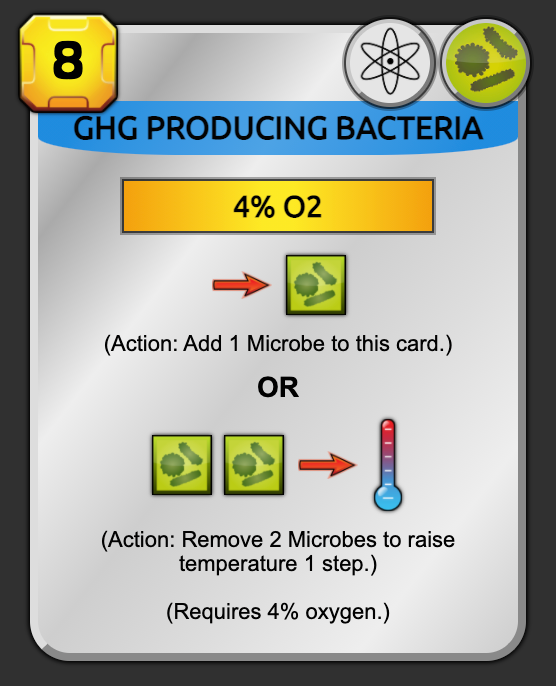 8
GHG PRODUCING BACTERIA
4% O2
(Action: Add 1 Microbe to this card.)
OR
(Action: Remove 2 Microbes to raise
temperature 1 step.)
(Requires 4% oxygen.)